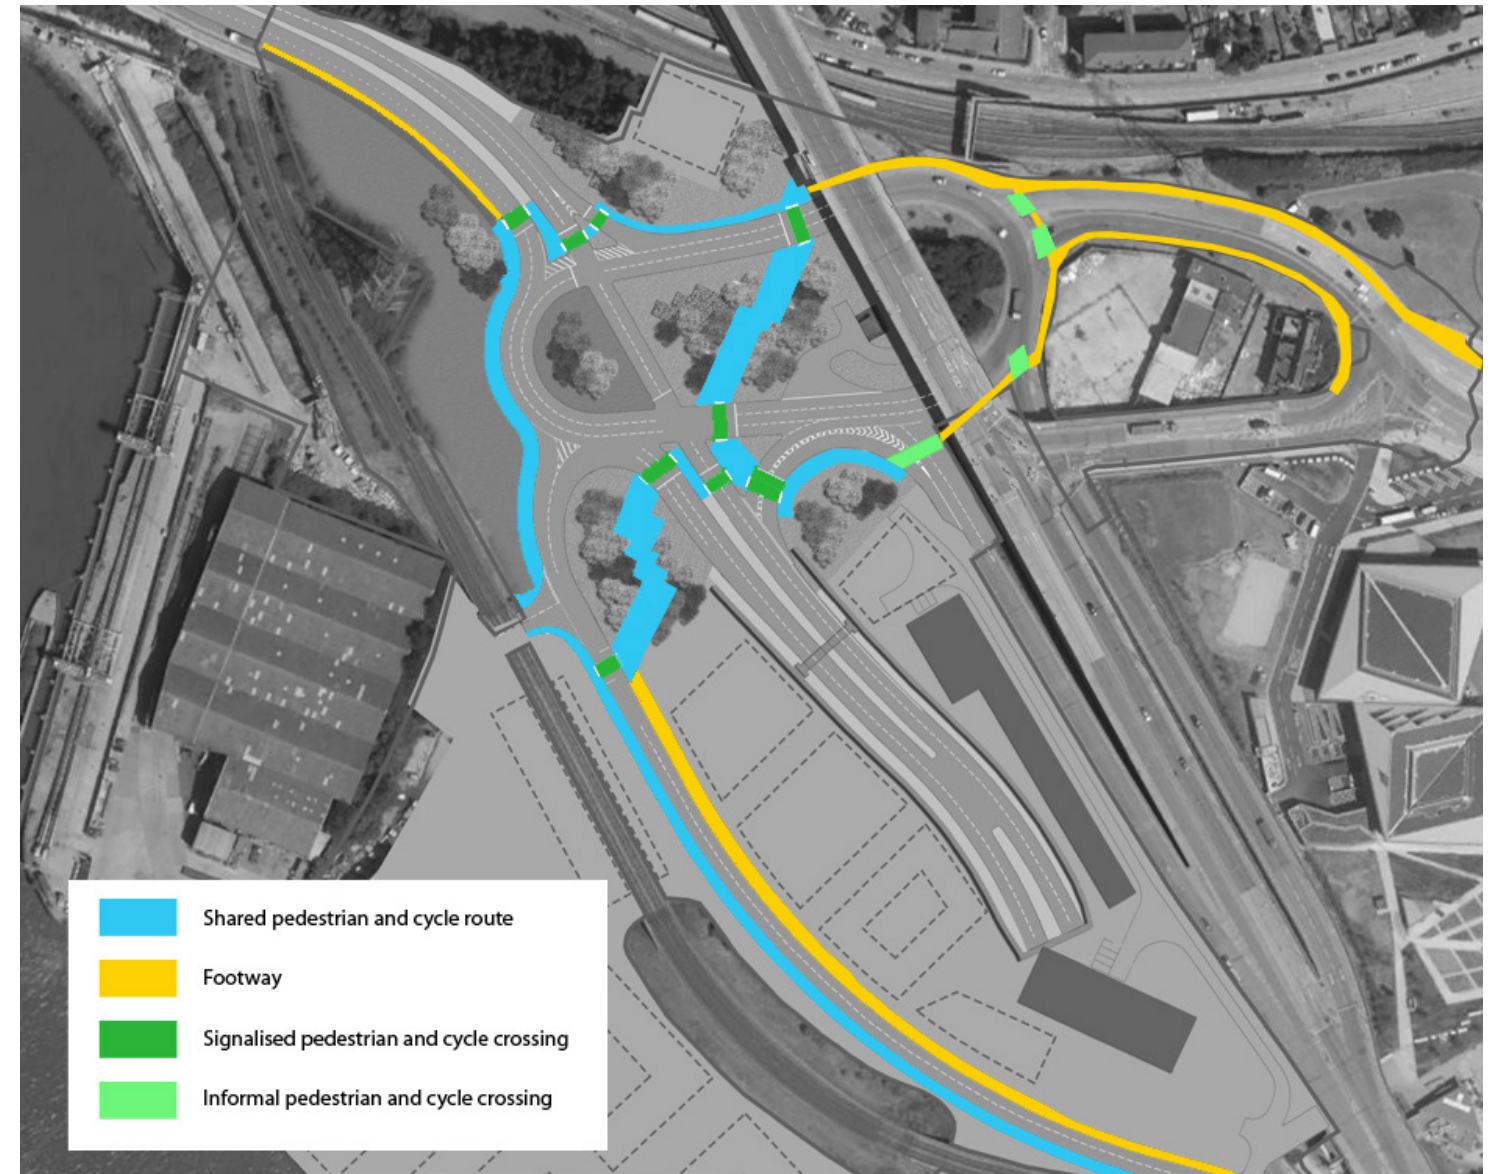 Shared pedestrian and cycle route
Footway
Signalised pedestrian and cycle crossing
Informal pedestrian and cycle crossing